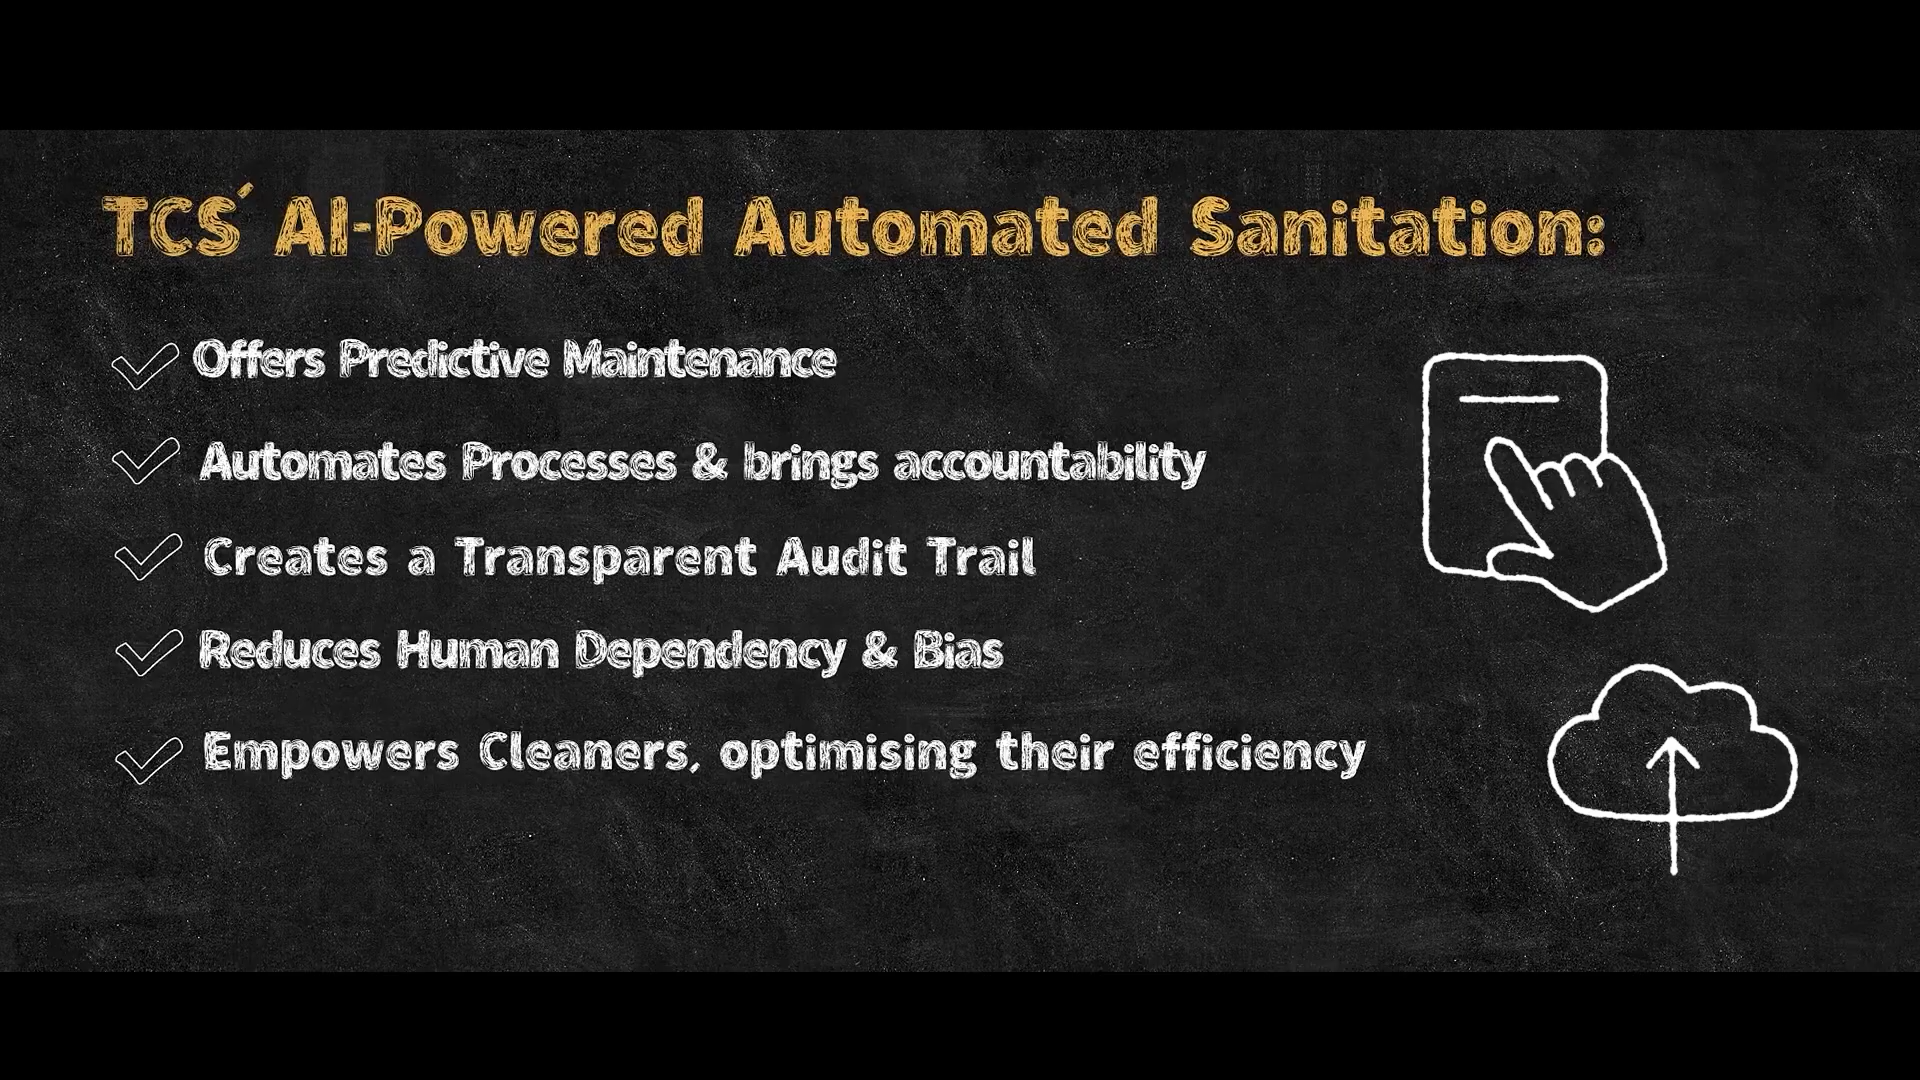 TCS´ AI-Powered Automated Sanitation:
Offers Predictive Maintenance
Automates Processes & brings accountability
Creates a Transparent Audit Trail
Reduces Human Dependency & Bias
Empowers Cleaners, optimising their efficiency